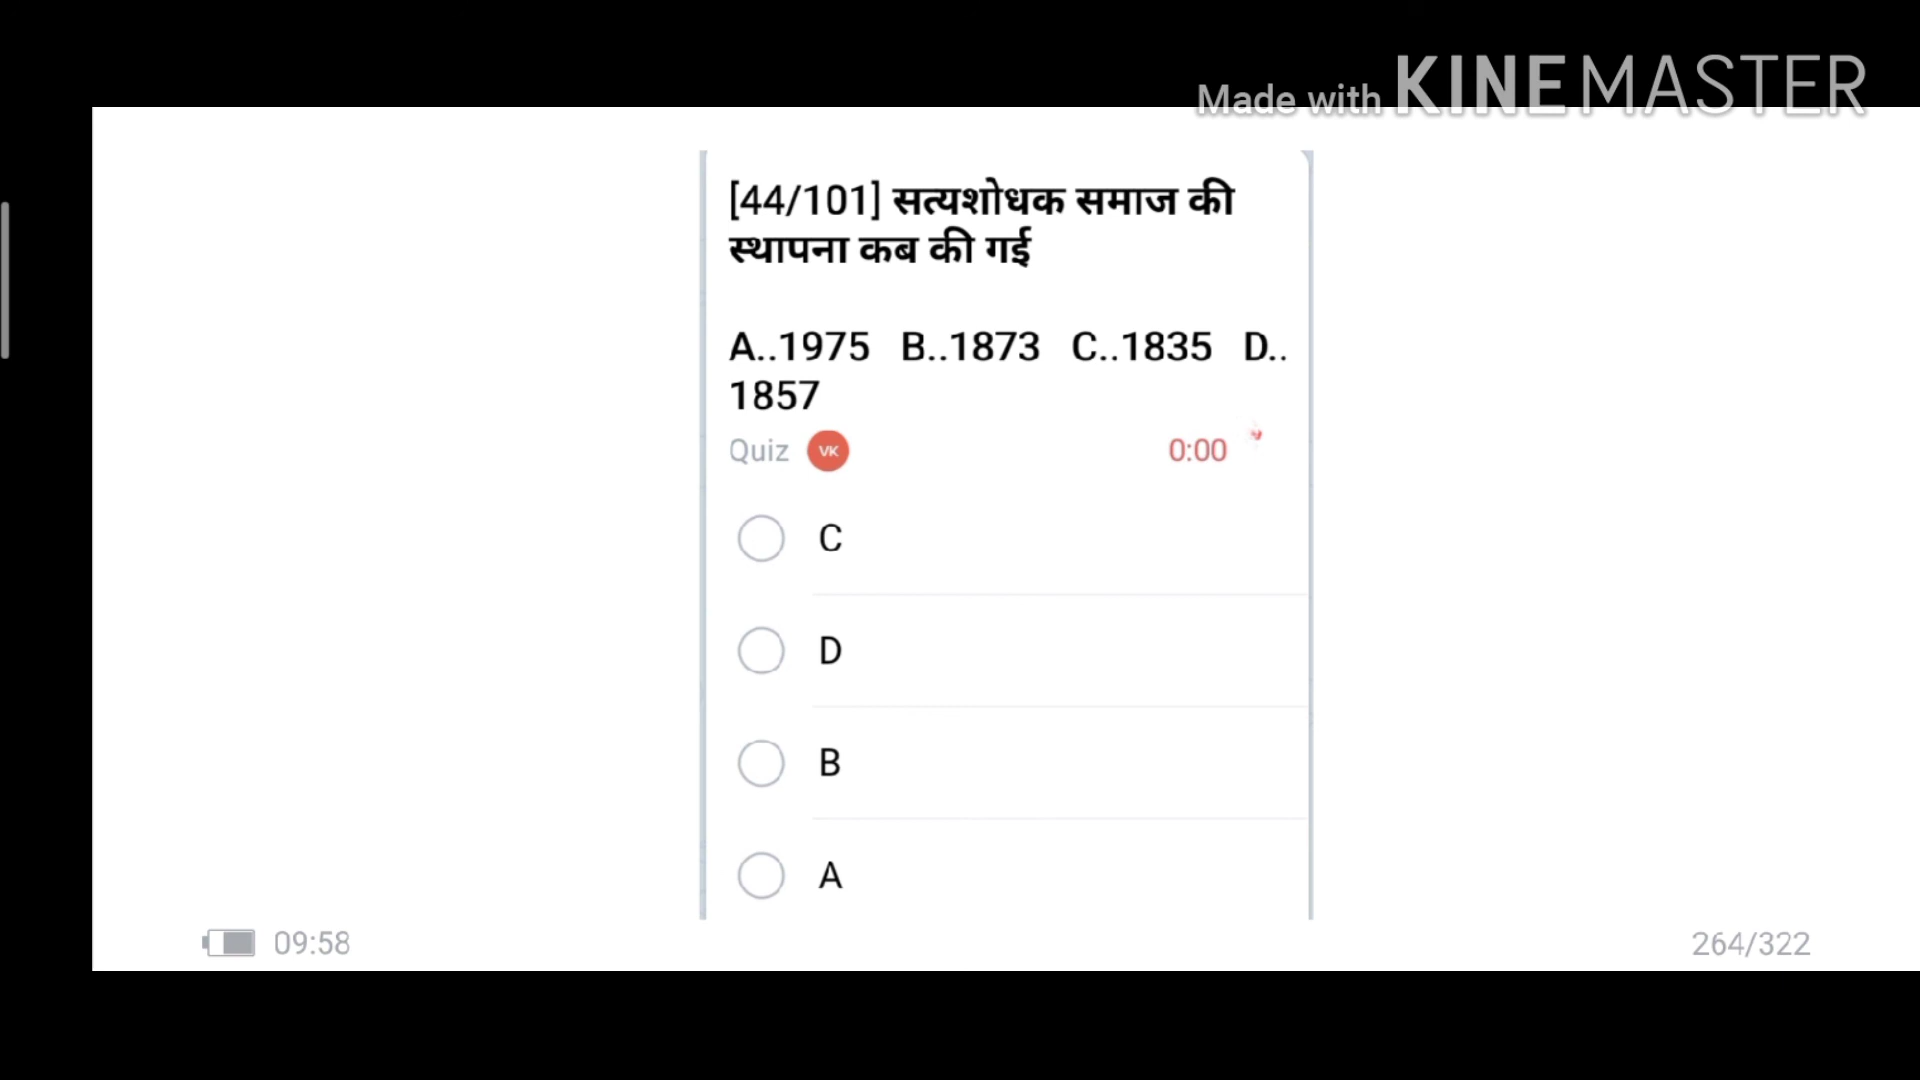 Made with KINEMASTER
[44/101] सत्यशोधक समाज की
स्थापना कब की गई
A..1975 B..1873 C..1835 D..
1857
Quiz VK 0:00
C
D
B
A
09:58 264/322